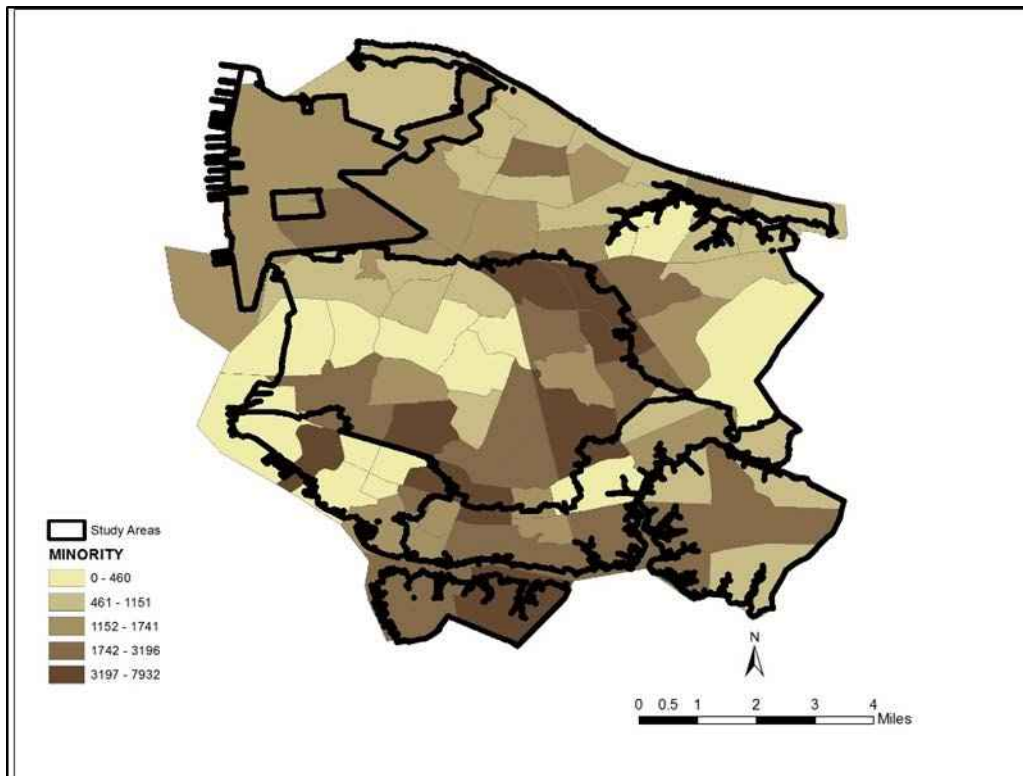 Study Areas
MINORITY
0 - 460
461 - 1151
1152 - 1741
1742 - 3196
3197 - 7932
N
0 0.5 1 2 3 4
Miles